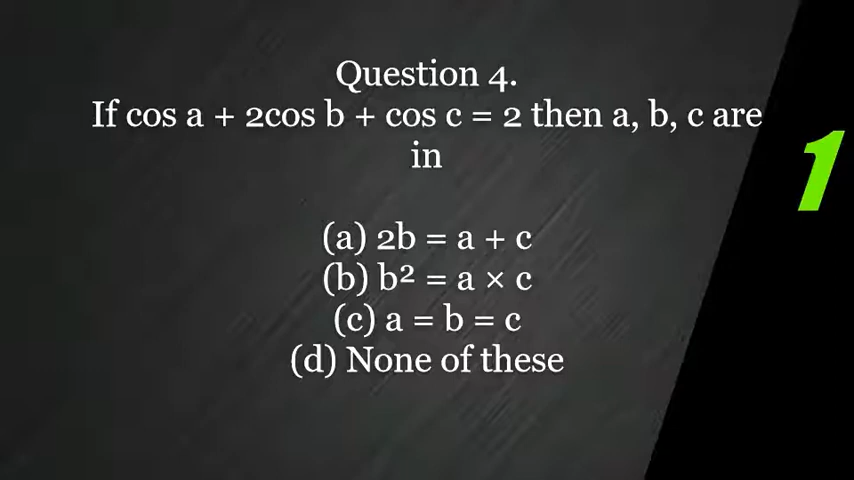 Question 4.
If cos a + 2cos b + cos c = 2 then a, b, c are
in
(a) 2b = a + c
(b) b² = a × c
(c) a = b = c
(d) None of these
1